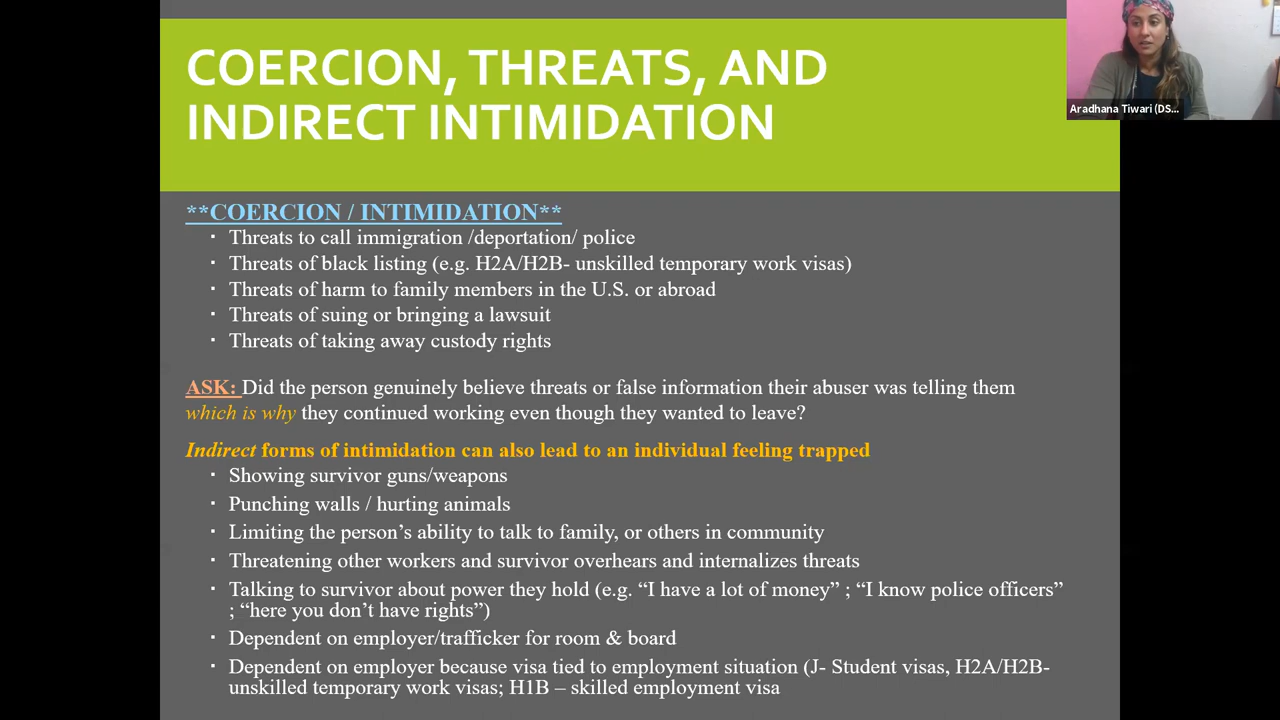 COERCION, THREATS, AND
INDIRECT INTIMIDATION
Aradhana Tiwari (DS...
**COERCION / INTIMIDATION**
▪ Threats to call immigration /deportation/ police
▪ Threats of black listing (e.g. H2A/H2B- unskilled temporary work visas)
▪ Threats of harm to family members in the U.S. or abroad
▪ Threats of suing or bringing a lawsuit
▪ Threats of taking away custody rights
ASK: Did the person genuinely believe threats or false information their abuser was telling them
which is why they continued working even though they wanted to leave?
Indirect forms of intimidation can also lead to an individual feeling trapped
▪ Showing survivor guns/weapons
▪ Punching walls / hurting animals
▪ Limiting the person’s ability to talk to family, or others in community
▪ Threatening other workers and survivor overhears and internalizes threats
▪ Talking to survivor about power they hold (e.g. “I have a lot of money” ; “I know police officers”
; “here you don’t have rights”)
▪ Dependent on employer/trafficker for room & board
▪ Dependent on employer because visa tied to employment situation (J- Student visas, H2A/H2B-
unskilled temporary work visas; H1B – skilled employment visa